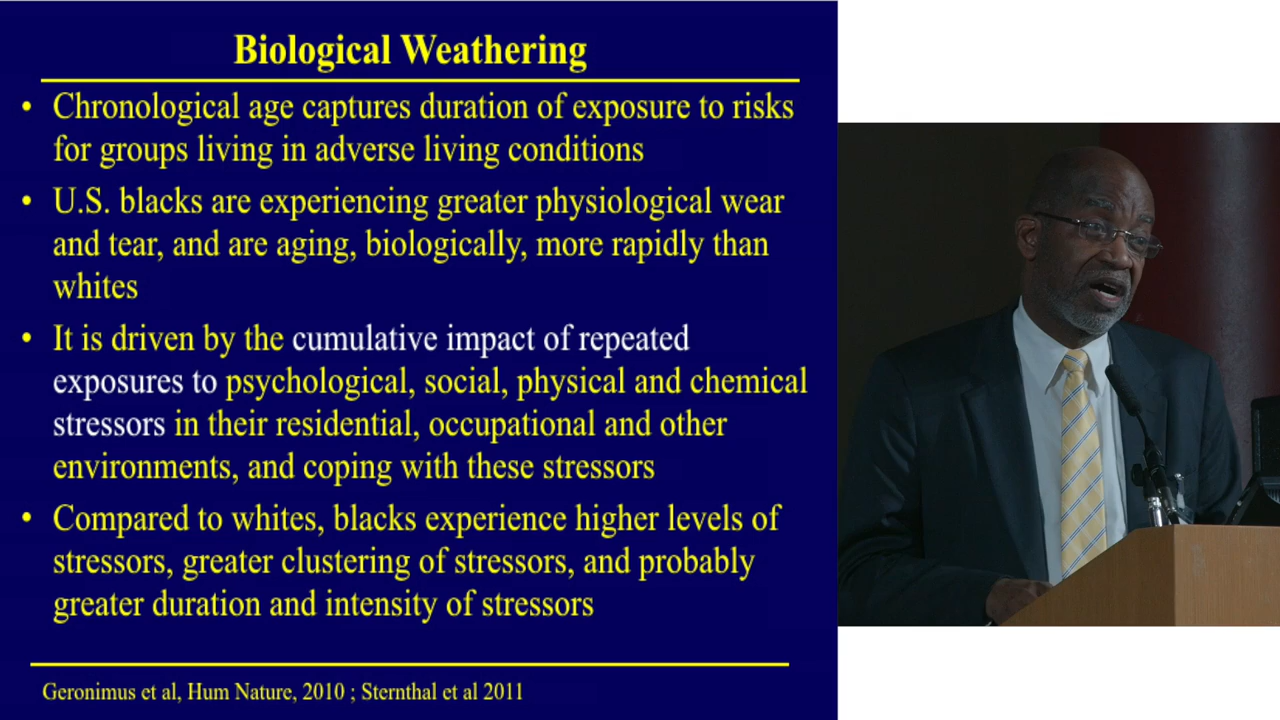 Biological Weathering
• Chronological age captures duration of exposure to risks
for groups living in adverse living conditions
• U.S. blacks are experiencing greater physiological wear
and tear, and are aging, biologically, more rapidly than
whites
• It is driven by the cumulative impact of repeated
exposures to psychological, social, physical and chemical
stressors in their residential, occupational and other
environments, and coping with these stressors
• Compared to whites, blacks experience higher levels of
stressors, greater clustering of stressors, and probably
greater duration and intensity of stressors
Geronimus et al, Hum Nature, 2010 ; Sternthal et al 2011